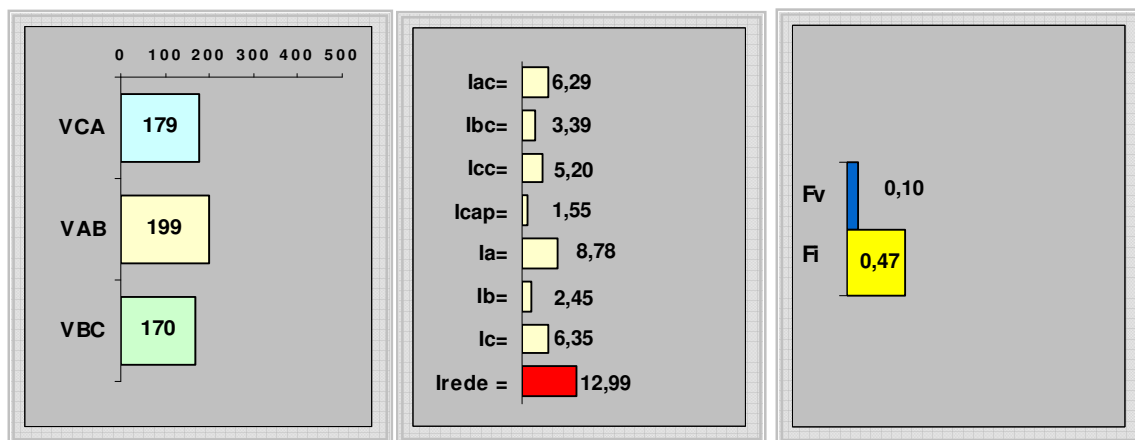 0 100 200 300 400 500
VCA 179
VAB 199
VBC 170
Iac= 6,29
Ibc= 3,39
Icc= 5,20
Icap= 1,55
Ia= 8,78
Ib= 2,45
Ic= 6,35
Irede = 12,99
Fv 0,10
Fi 0,47